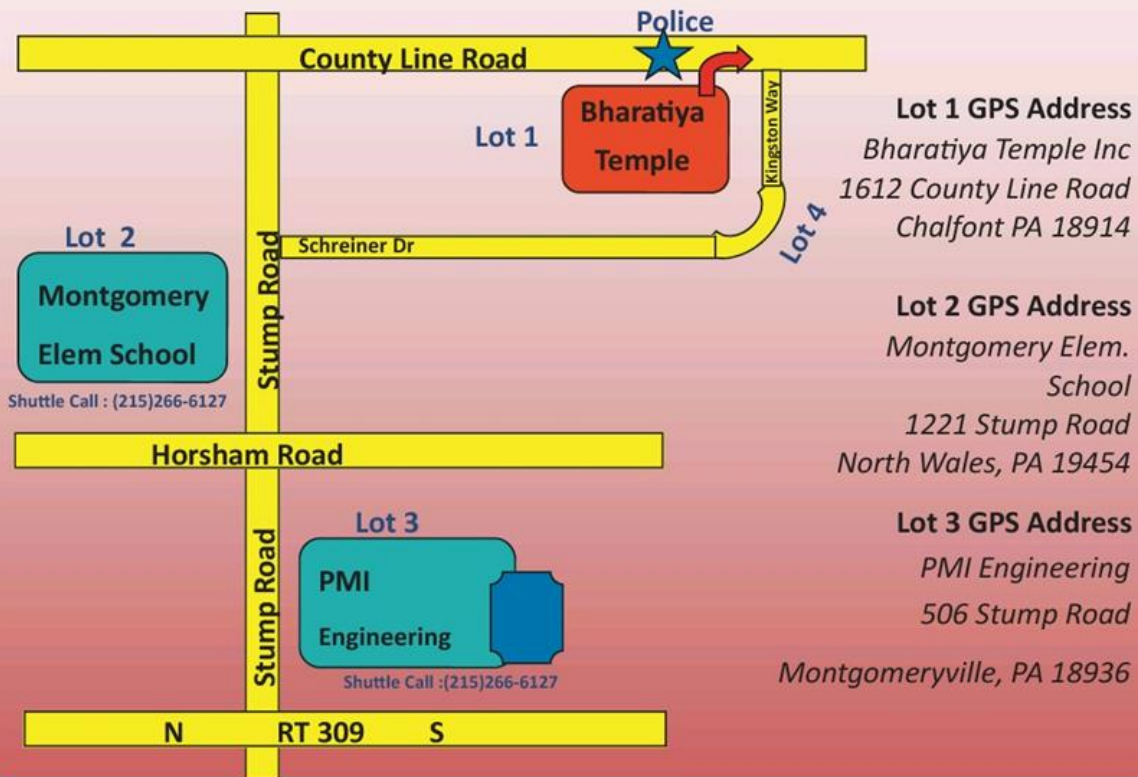 Police
County Line Road
Bharatiya
Temple
Lot 1
Kingston Way
Lot 4
Schreiner Dr
Stump Road
Lot 2
Montgomery
Elem School
Shuttle Call : (215)266-6127
Horsham Road
Stump Road
Lot 3
PMI
Engineering
Shuttle Call :(215)266-6127
N RT 309 S
Lot 1 GPS Address
Bharatiya Temple Inc
1612 County Line Road
Chalfont PA 18914
Lot 2 GPS Address
Montgomery Elem.
School
1221 Stump Road
North Wales, PA 19454
Lot 3 GPS Address
PMI Engineering
506 Stump Road
Montgomeryville, PA 18936